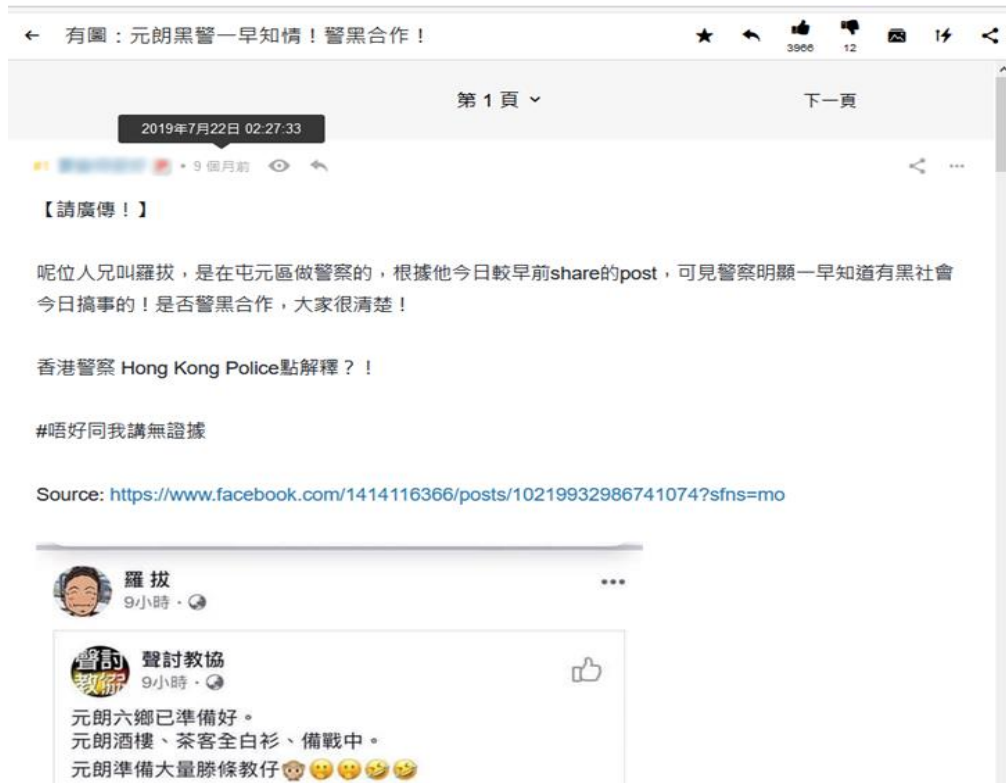 有圖：元朗黑警一早知情！警黑合作！
3966
12
第 1 頁
下一頁
2019年7月22日 02:27:33
#1
• 9 個月前
【請廣傳！】
呢位人兄叫羅拔，是在屯元區做警察的，根據他今日較早前share的post，可見警察明顯一早知道有黑社會
今日搞事的！是否警黑合作，大家很清楚！
香港警察 Hong Kong Police點解釋？！
#唔好同我講無證據
Source: https://www.facebook.com/1414116366/posts/10219932986741074?sfns=mo
羅 拔
9小時 ·
聲討教協
聲討
教協
9小時 ·
元朗六鄉已準備好。
元朗酒樓、茶客全白衫、備戰中。
元朗準備大量滕條教仔🙊🤭🤭🤣🤣